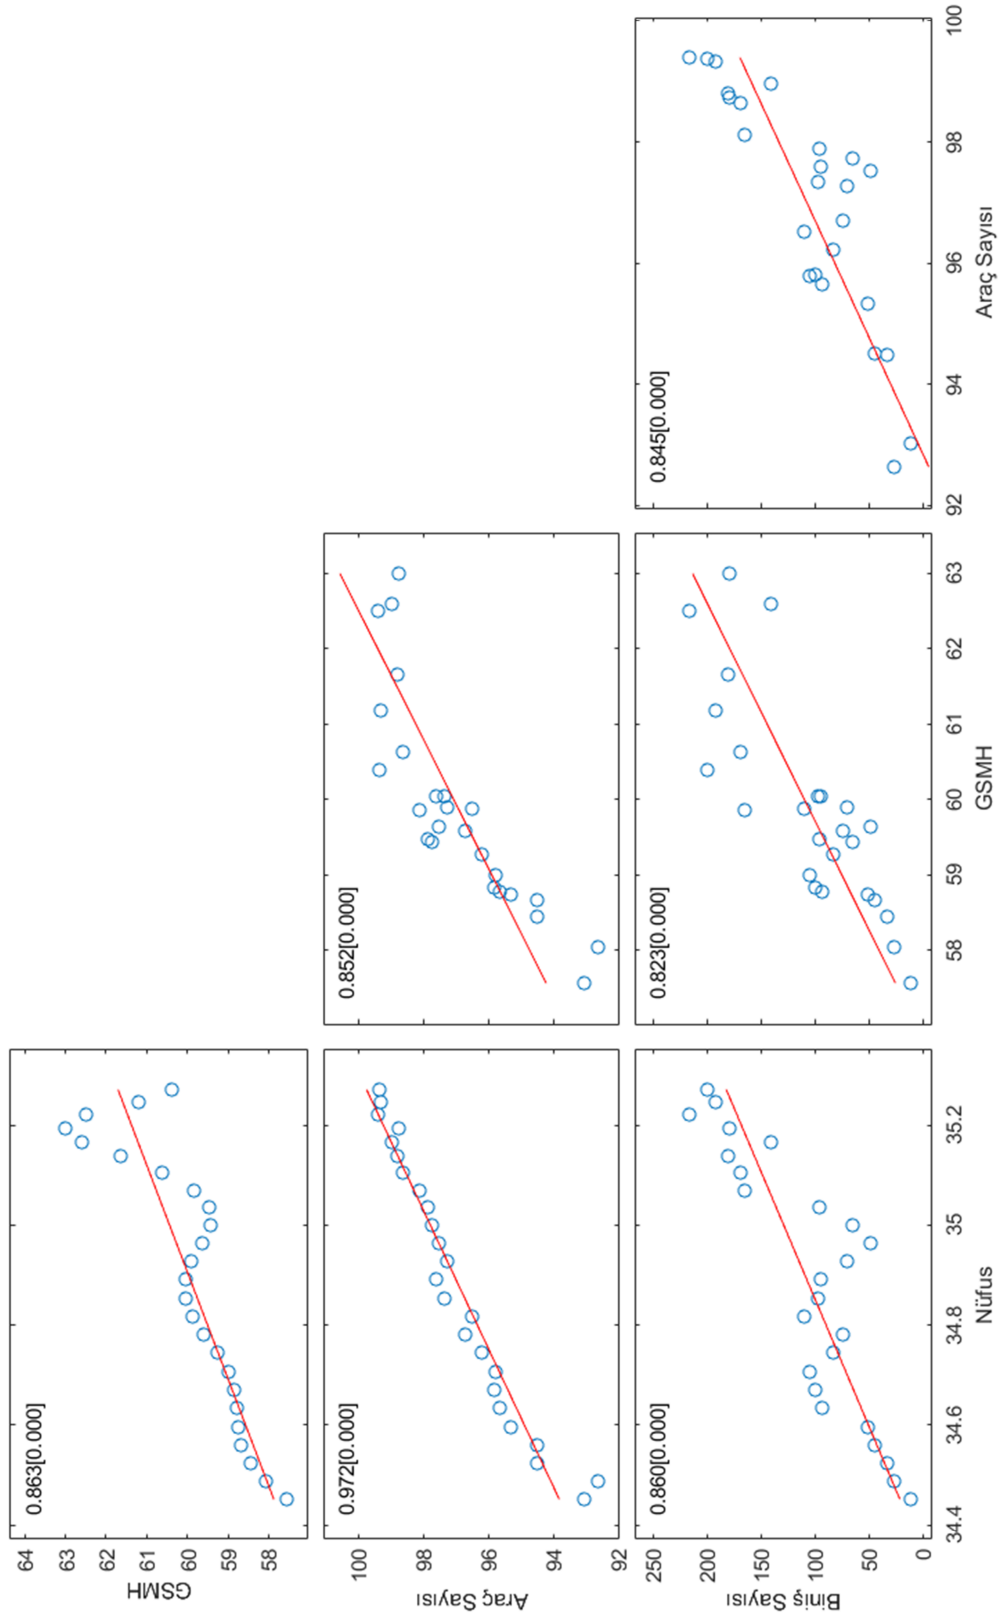 0.863[0.000]
64
63
62
61
60
59
58
GSMH
0.972[0.000]
0.852[0.000]
100
98
96
94
92
Araç Sayısı
0.860[0.000]
0.823[0.000]
0.845[0.000]
250
200
150
100
50
0
Biniş Sayısı
34.4 34.6 34.8 35 35.2
Nüfus
58 59 60 61 62 63
GSMH
92 94 96 98 100
Araç Sayısı